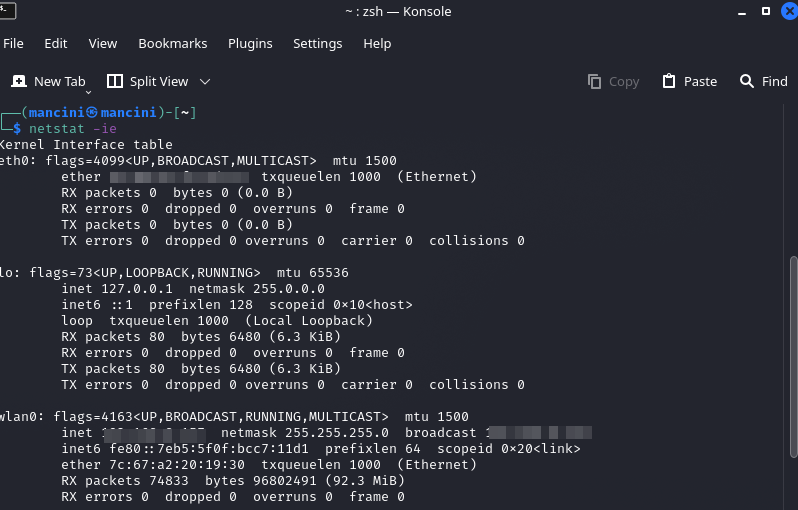 ~ : zsh — Konsole
File Edit View Bookmarks Plugins Settings Help
New Tab Split View Copy Paste Find
┌──(mancini㉿mancini)-[~]
└─$ netstat -ie
Kernel Interface table
eth0: flags=4099<UP,BROADCAST,MULTICAST> mtu 1500
ether txqueuelen 1000 (Ethernet)
RX packets 0 bytes 0 (0.0 B)
RX errors 0 dropped 0 overruns 0 frame 0
TX packets 0 bytes 0 (0.0 B)
TX errors 0 dropped 0 overruns 0 carrier 0 collisions 0
lo: flags=73<UP,LOOPBACK,RUNNING> mtu 65536
inet 127.0.0.1 netmask 255.0.0.0
inet6 ::1 prefixlen 128 scopeid 0×10<host>
loop txqueuelen 1000 (Local Loopback)
RX packets 80 bytes 6480 (6.3 KiB)
RX errors 0 dropped 0 overruns 0 frame 0
TX packets 80 bytes 6480 (6.3 KiB)
TX errors 0 dropped 0 overruns 0 carrier 0 collisions 0
wlan0: flags=4163<UP,BROADCAST,RUNNING,MULTICAST> mtu 1500
inet netmask 255.255.255.0 broadcast
inet6 fe80::7eb5:5f0f:bcc7:11d1 prefixlen 64 scopeid 0×20<link>
ether 7c:67:a2:20:19:30 txqueuelen 1000 (Ethernet)
RX packets 74833 bytes 96802491 (92.3 MiB)
RX errors 0 dropped 0 overruns 0 frame 0